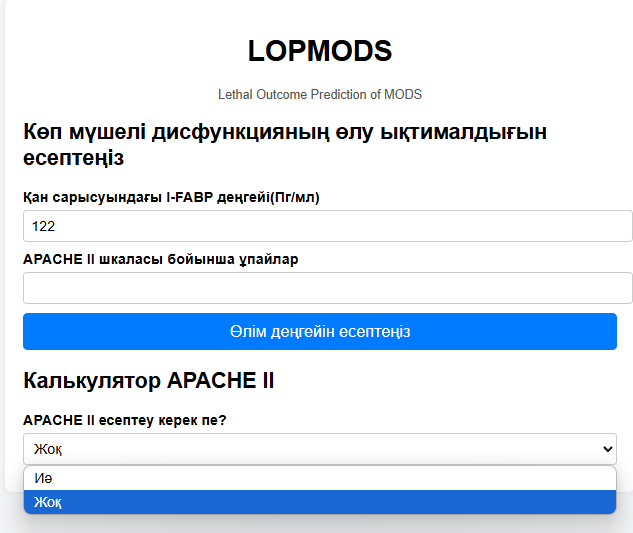 LOPMODS
Lethal Outcome Prediction of MODS
Көп мүшелі дисфункцияның өлу ықтималдығын
есептеңіз
Қан сарысуындағы I-FABP деңгейі(Пг/мл)
122
APACHE II шкаласы бойынша ұпайлар
Өлім деңгейін есептеңіз
Калькулятор APACHE II
APACHE II есептеу керек пе?
Жоқ
Иә
Жоқ